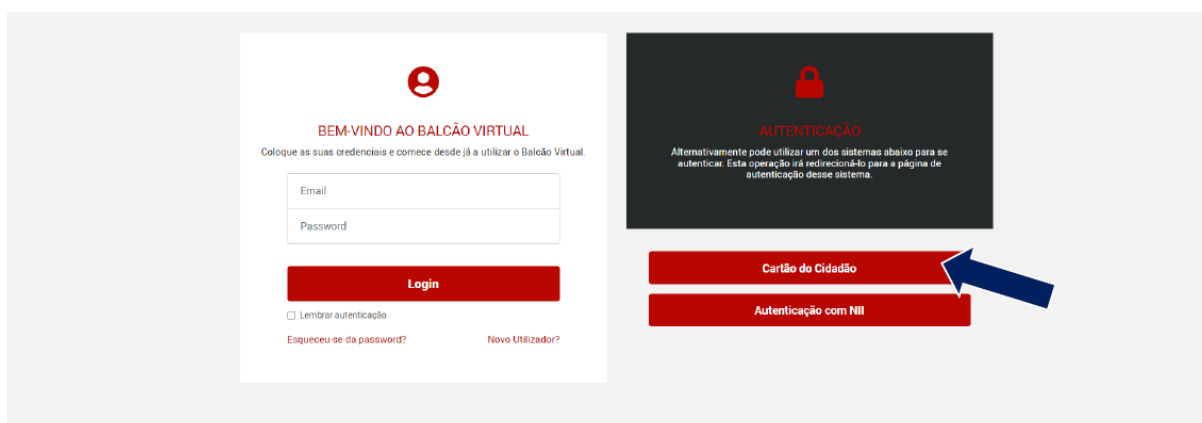 BEM-VINDO AO BALCÃO VIRTUAL
Coloque as suas credenciais e comece desde já a utilizar o Balcão Virtual.
Email
Password
Login
Lembrar autenticação
Esqueceu-se da password?
Novo Utilizador?
AUTENTICAÇÃO
Alternativamente pode utilizar um dos sistemas abaixo para se
autenticar. Esta operação irá redirecioná-lo para a página de
autenticação desse sistema.
Cartão do Cidadão
Autenticação com NII